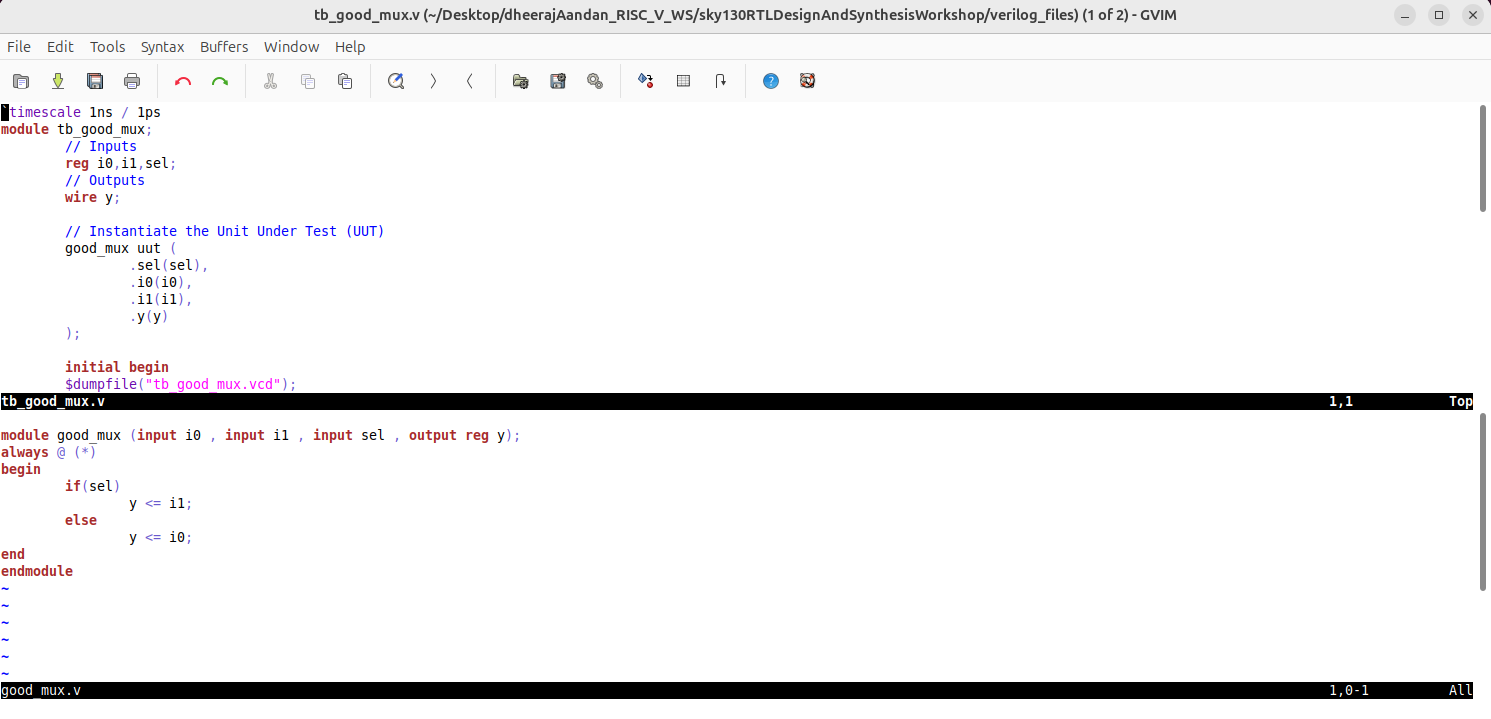 tb_good_mux.v (~/Desktop/dheerajAandan_RISC_V_WS/sky130RTLDesignAndSynthesisWorkshop/verilog_files) (1 of 2) - GVIM
File Edit Tools Syntax Buffers Window Help
`timescale 1ns / 1ps
module tb_good_mux;
// Inputs
reg i0,i1,sel;
// Outputs
wire y;
// Instantiate the Unit Under Test (UUT)
good_mux uut (
.sel(sel),
.i0(i0),
.i1(i1),
.y(y)
);
initial begin
$dumpfile("tb_good_mux.vcd");
tb_good_mux.v 1,1 Top
module good_mux (input i0 , input i1 , input sel , output reg y);
always @ (*)
begin
if(sel)
y <= i1;
else
y <= i0;
end
endmodule
~
~
~
~
~
~
good_mux.v 1,0-1 All